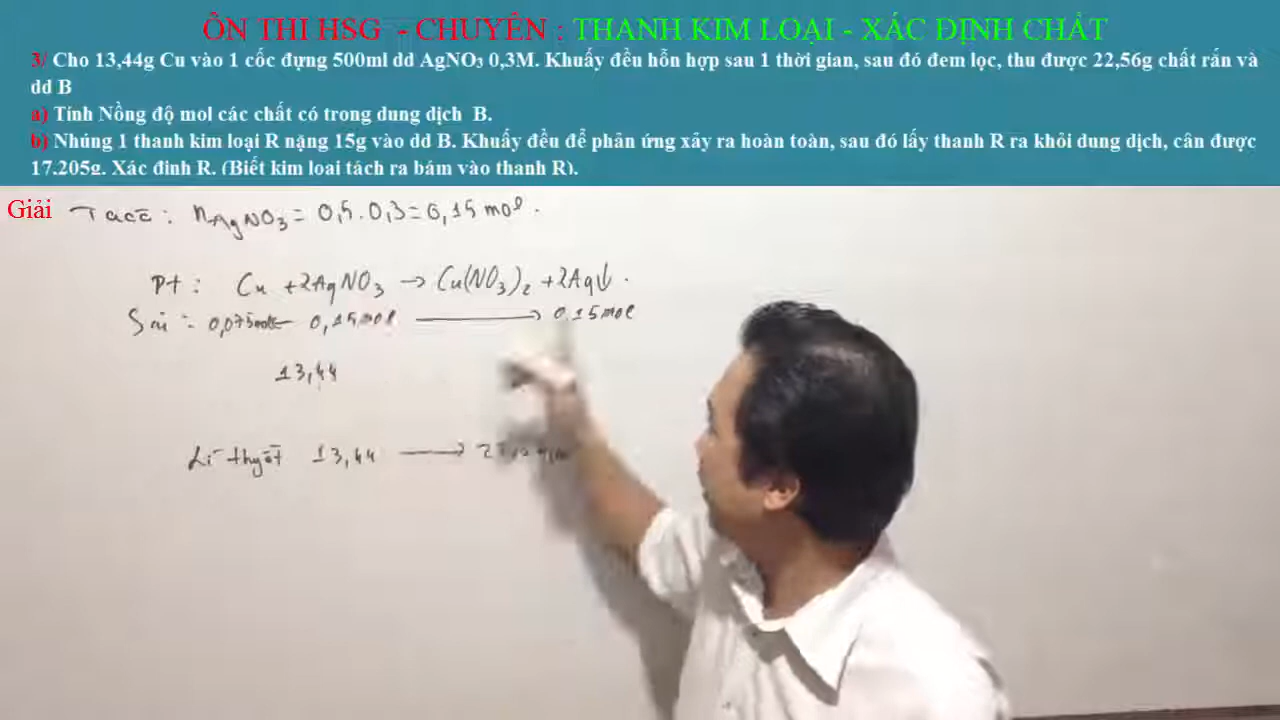 ÔN THI HSG - CHUYÊN : THANH KIM LOẠI - XÁC ĐỊNH CHẤT
3/ Cho 13,44g Cu vào 1 cốc đựng 500ml dd AgNO₃ 0,3M. Khuấy đều hỗn hợp sau 1 thời gian, sau đó đem lọc, thu được 22,56g chất rắn và
dd B
a) Tính Nồng độ mol các chất có trong dung dịch B.
b) Nhúng 1 thanh kim loại R nặng 15g vào dd B. Khuấy đều để phản ứng xảy ra hoàn toàn, sau đó lấy thanh R ra khỏi dung dịch, cân được
17,205g. Xác định R. (Biết kim loại tách ra bám vào thanh R).
Giải
Ta có : nAgNO₃ = 0,5 . 0,3 = 0,15 mol .
Pt : Cu + 2AgNO₃ → Cu(NO₃)₂ + 2Ag↓ .
0,15mol → 0,15mol
13,44
Lí thyết 13,44 →